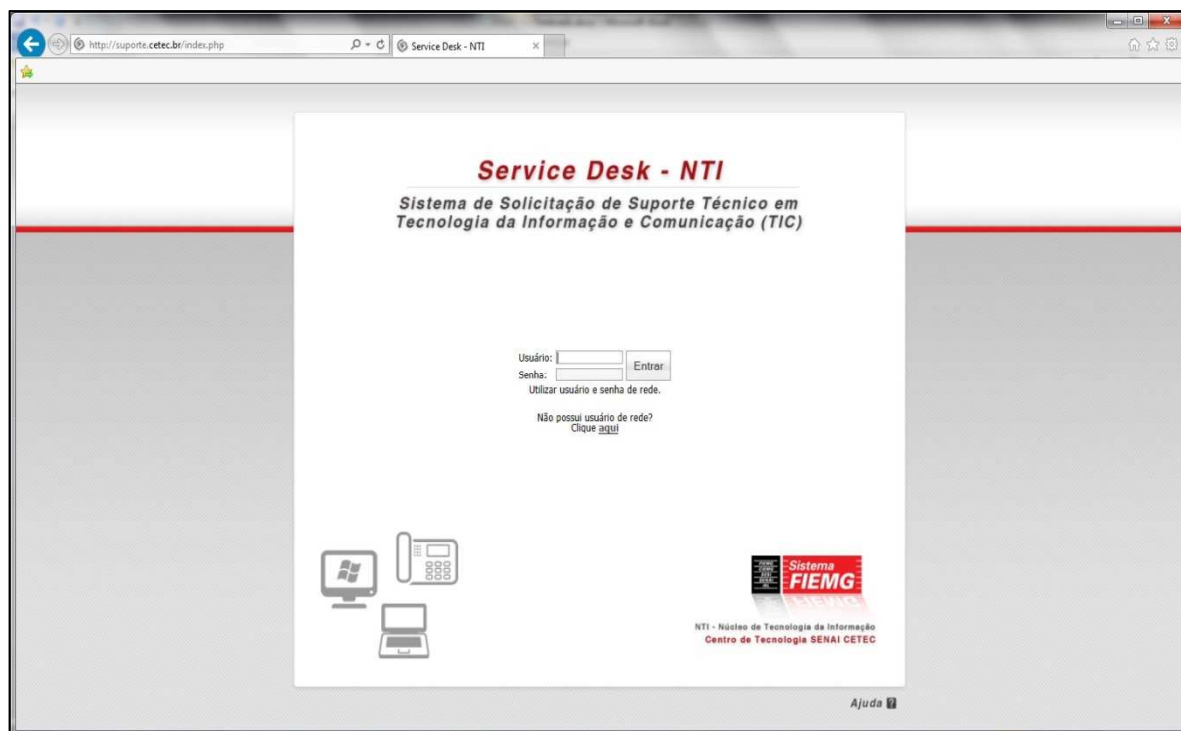 http://suporte.cetec.br/index.php
Service Desk - NTI
Service Desk - NTI
Sistema de Solicitação de Suporte Técnico em
Tecnologia da Informação e Comunicação (TIC)
Usuário:
Senha:
Entrar
Utilizar usuário e senha de rede.
Não possui usuário de rede?
Clique aqui
Sistema
FIEMG
NTI - Núcleo de Tecnologia da Informação
Centro de Tecnologia SENAI CETEC
Ajuda ?